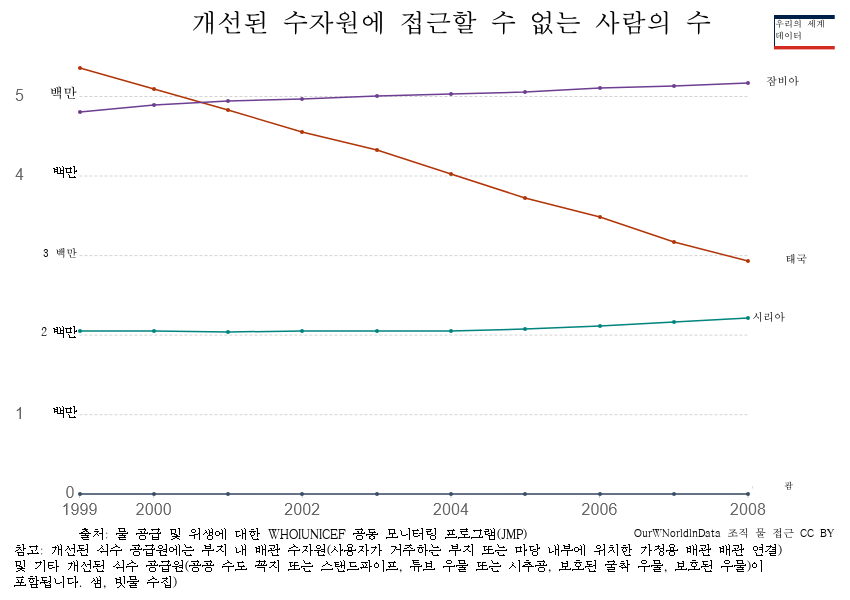 개선된 수자원에 접근할 수 없는 사람의 수
우리의 세계
데이터
5 백만
4 백만
3 백만
2 백만
1 백만
0
잠비아
태국
시리아
괌
1999 2000 2002 2004 2006 2008
출처: 물 공급 및 위생에 대한 WHOIUNICEF 공동 모니터링 프로그램(JMP)
OurWNorldInData 조직 물 접근 CC BY
참고: 개선된 식수 공급원에는 부지 내 배관 수자원(사용자가 거주하는 부지 또는 마당 내부에 위치한 가정용 배관 배관 연결)
및 기타 개선된 식수 공급원(공공 수도 꼭지 또는 스탠드파이프, 튜브 우물 또는 시추공, 보호된 굴착 우물, 보호된 우물)이
포함됩니다. 샘, 빗물 수집)